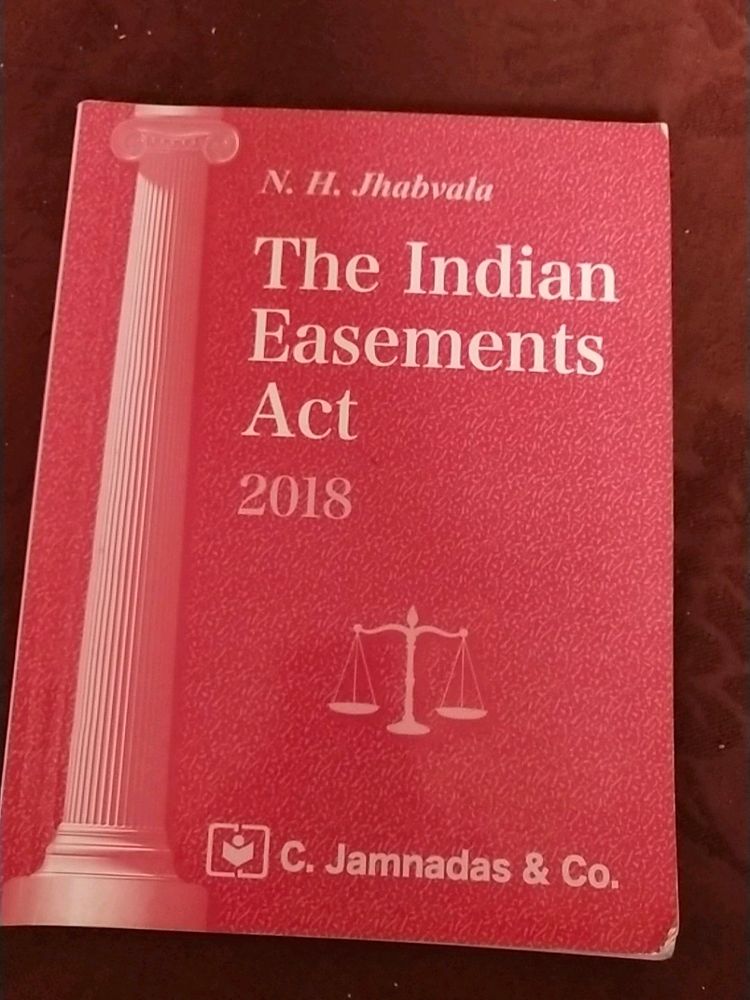 N. H. Jhabvala
The Indian
Easements
Act
2018
C. Jamnadas & Co.